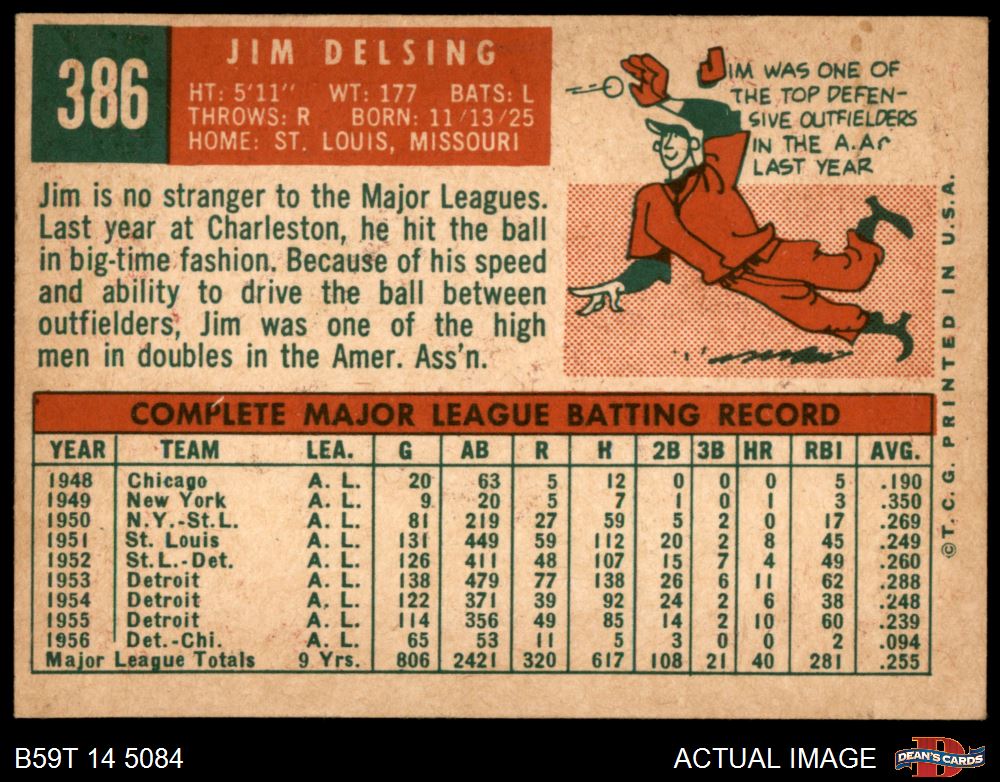 386
JIM DELSING
HT: 5'11" WT: 177 BATS: L
THROWS: R BORN: 11/13/25
HOME: ST. LOUIS, MISSOURI
JIM WAS ONE OF
THE TOP DEFEN-
SIVE OUTFIELDERS
IN THE A.A.
LAST YEAR
Jim is no stranger to the Major Leagues.
Last year at Charleston, he hit the ball
in big-time fashion. Because of his speed
and ability to drive the ball between
outfielders, Jim was one of the high
men in doubles in the Amer. Ass'n.
©T. C. G. PRINTED IN U.S.A.
COMPLETE MAJOR LEAGUE BATTING RECORD
YEAR TEAM LEA. G AB R H 2B 3B HR RBI AVG.
1948 Chicago A. L. 20 63 5 12 0 0 0 5 .190
1949 New York A. L. 9 20 5 7 1 0 1 3 .350
1950 N.Y.-St.L. A. L. 81 219 27 59 5 2 0 17 .269
1951 St. Louis A. L. 131 449 59 112 20 2 8 45 .249
1952 St.L.-Det. A. L. 126 411 48 107 15 7 4 49 .260
1953 Detroit A. L. 138 479 77 138 26 6 11 62 .288
1954 Detroit A. L. 122 371 39 92 24 2 6 38 .248
1955 Detroit A. L. 114 356 49 85 14 2 10 60 .239
1956 Det.-Chi. A. L. 65 53 11 5 3 0 0 2 .094
Major League Totals 9 Yrs. 806 2421 320 617 108 21 40 281 .255
B59T 14 5084
ACTUAL IMAGE
D
DEAN'S CARDS